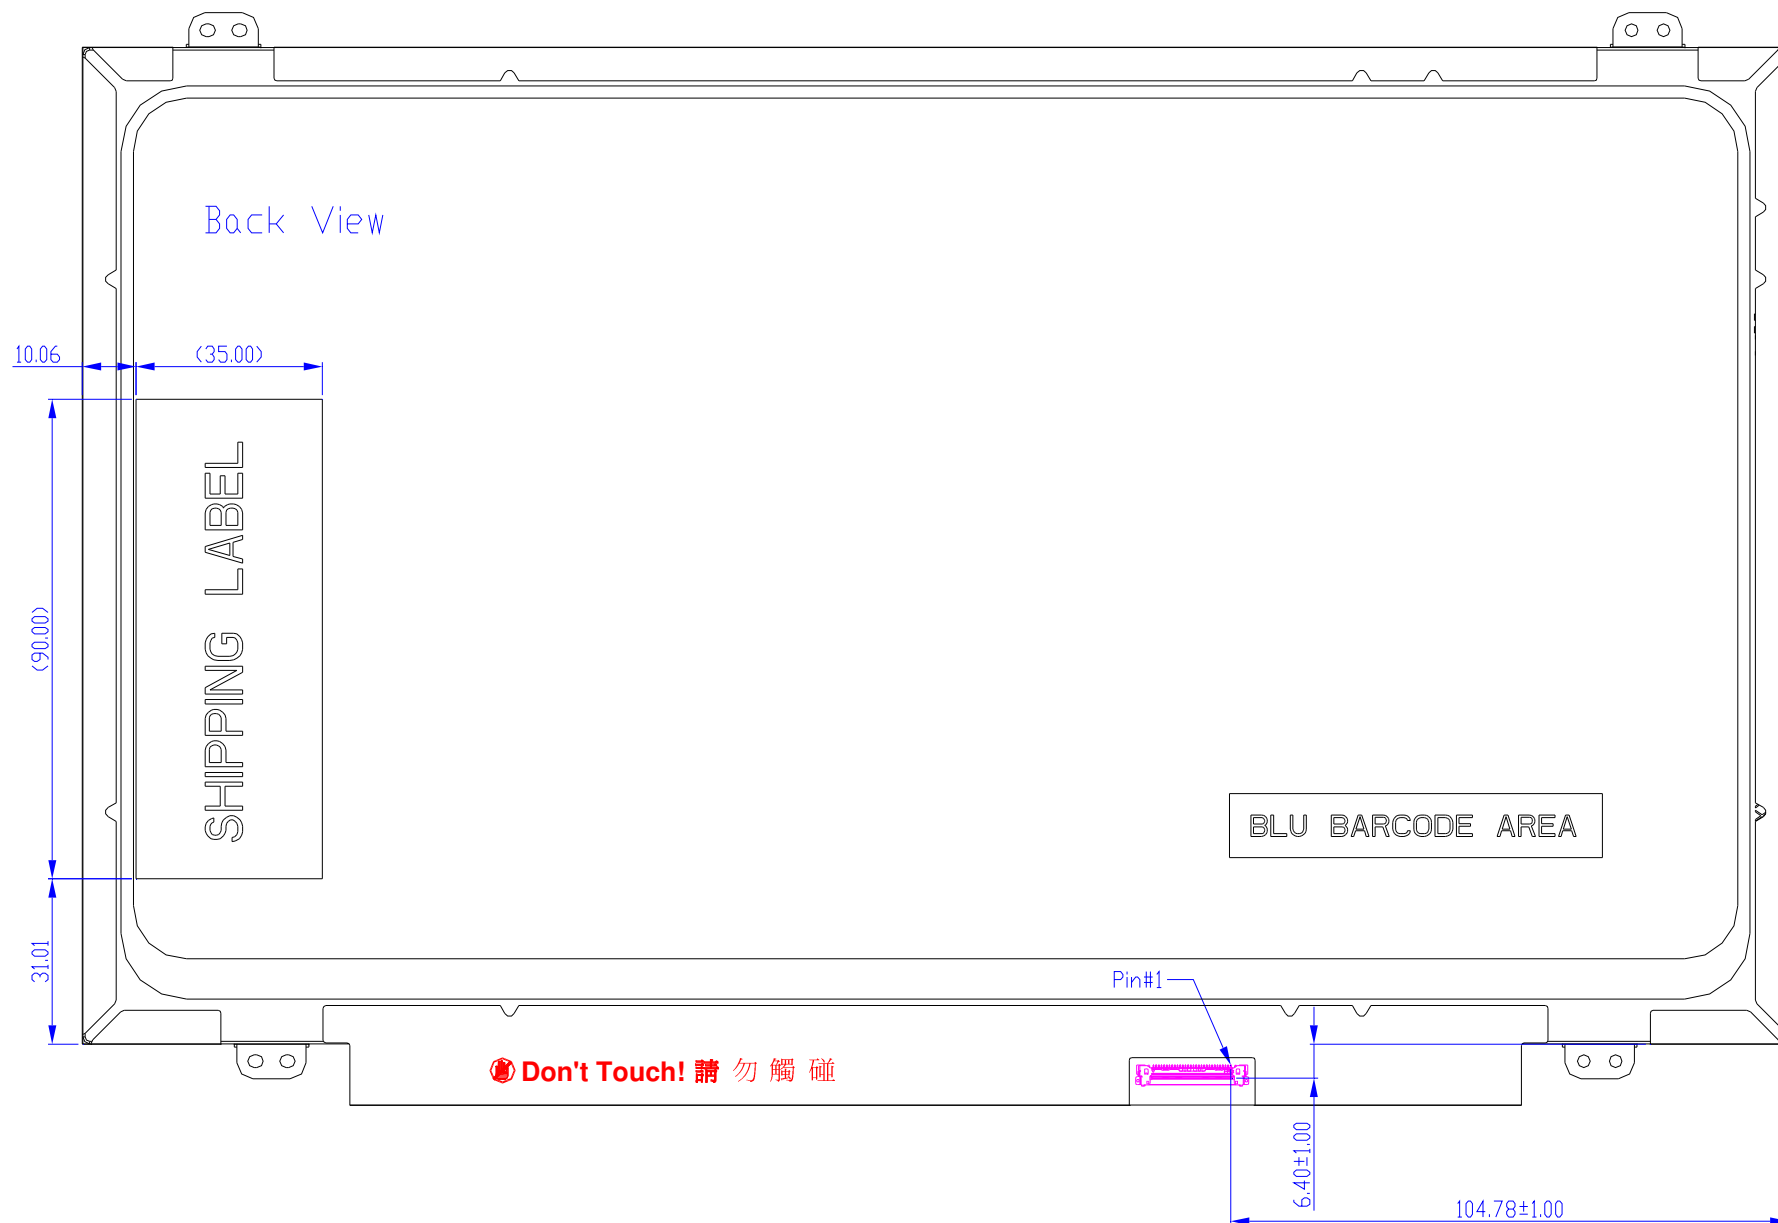 Back View
10.06
(35.00)
SHIPPING LABEL
(90.00)
BLU BARCODE AREA
31.01
Pin#1
Don't Touch! 請勿觸碰
6.40±1.00
104.78±1.00